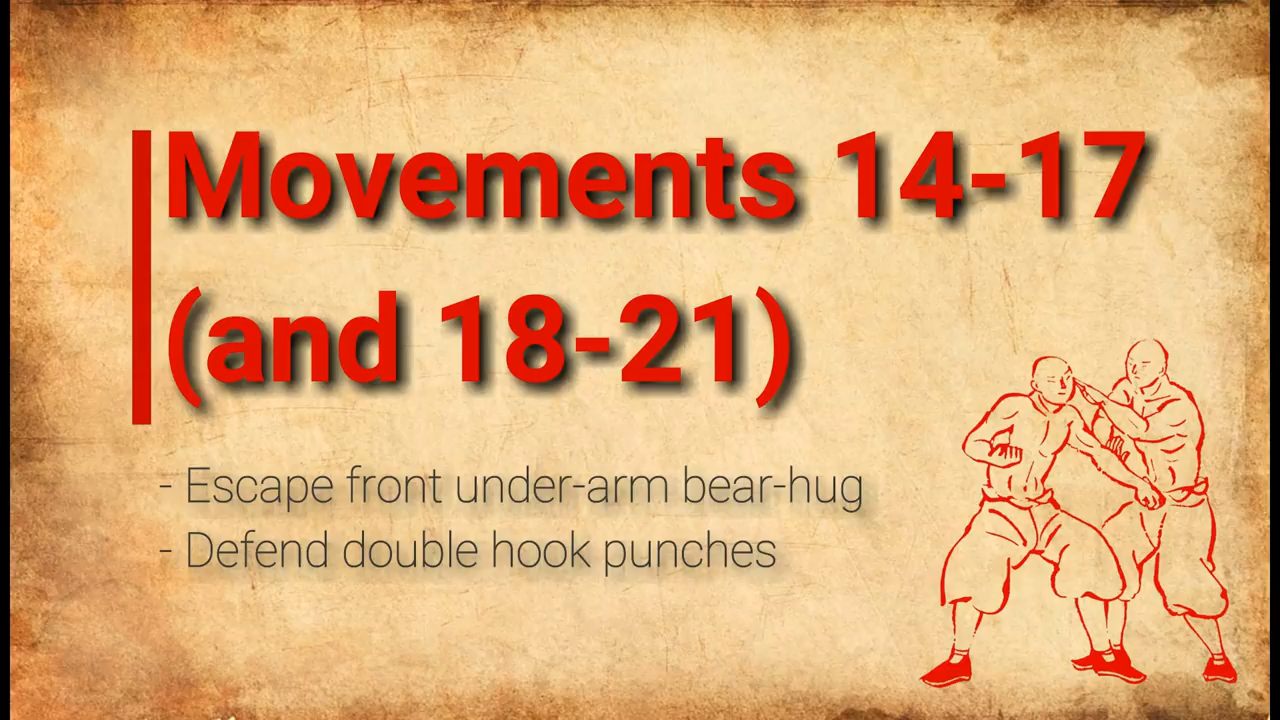 Movements 14-17
(and 18-21)
- Escape front under-arm bear-hug
- Defend double hook punches